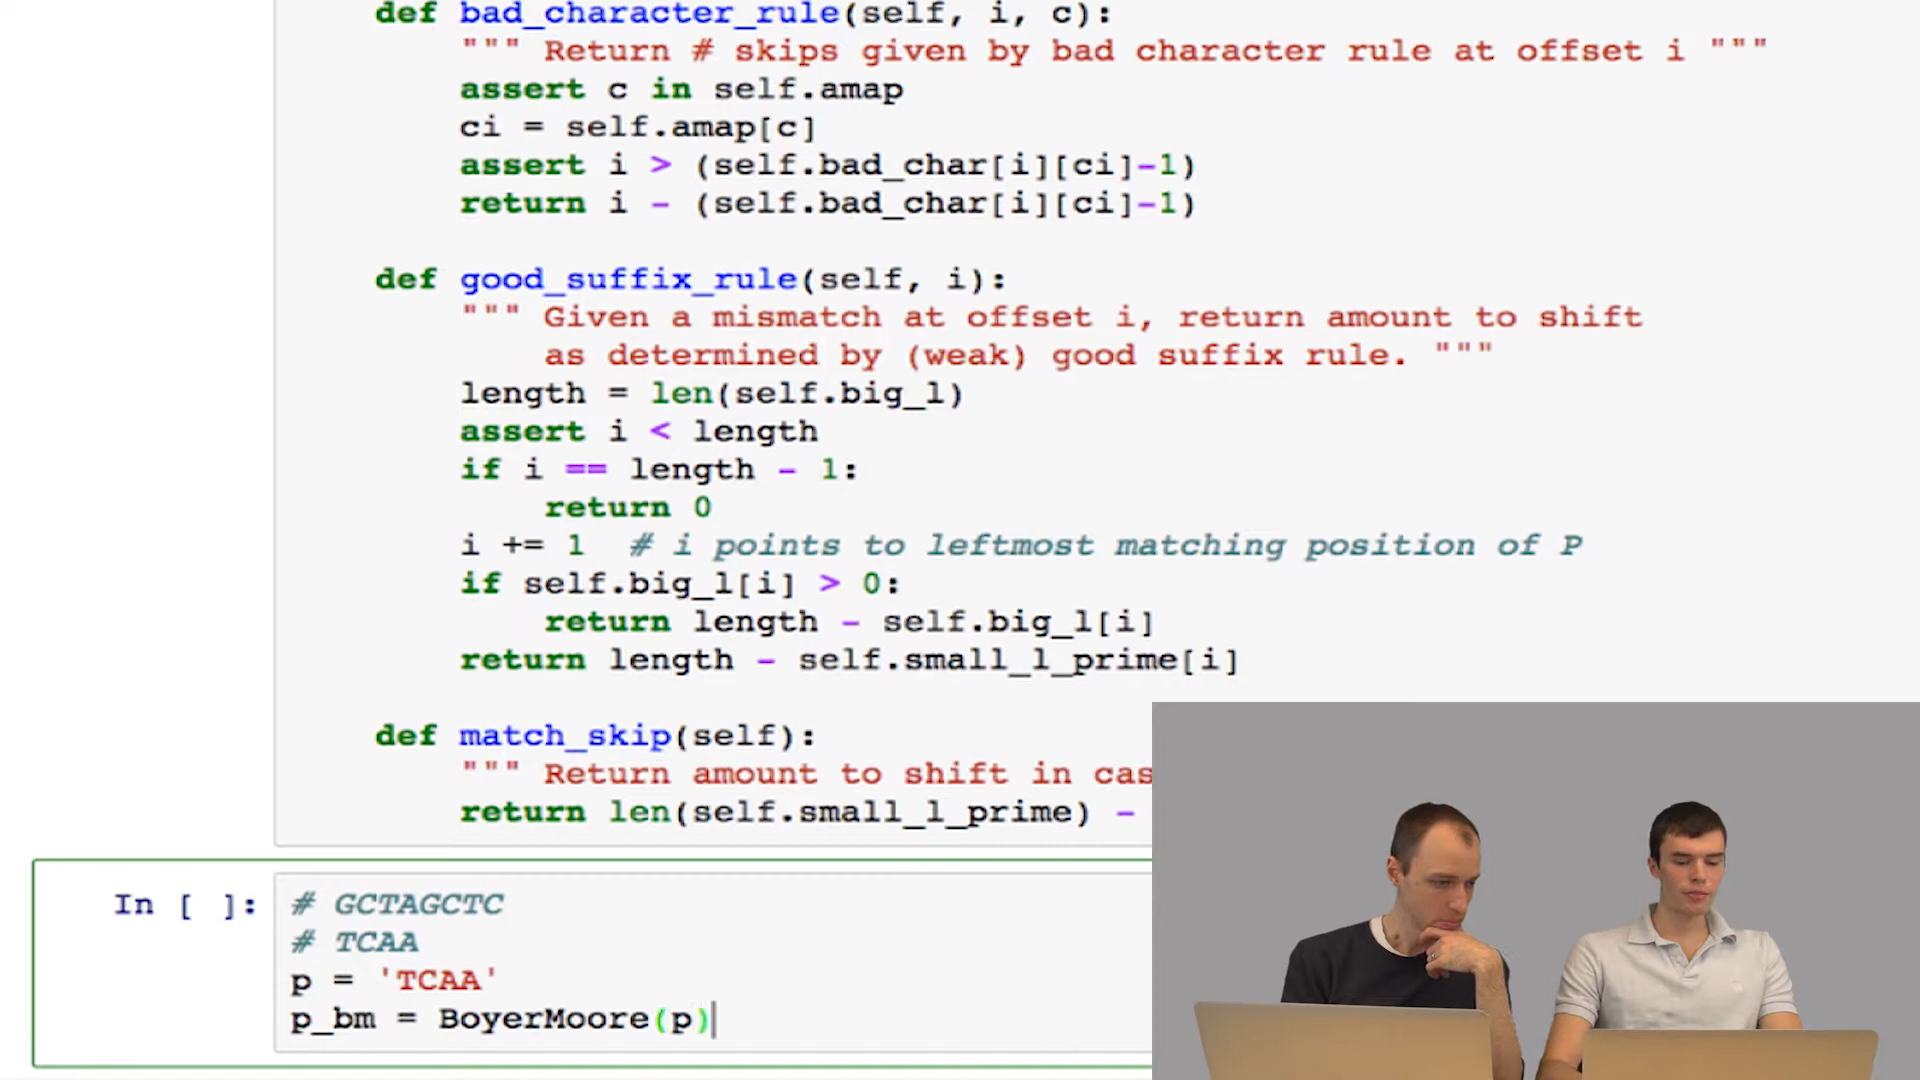 def bad_character_rule(self, i, c):
""" Return # skips given by bad character rule at offset i """
assert c in self.amap
ci = self.amap[c]
assert i > (self.bad_char[i][ci]-1)
return i - (self.bad_char[i][ci]-1)
def good_suffix_rule(self, i):
""" Given a mismatch at offset i, return amount to shift
as determined by (weak) good suffix rule. """
length = len(self.big_l)
assert i < length
if i == length - 1:
return 0
i += 1  # i points to leftmost matching position of P
if self.big_l[i] > 0:
return length - self.big_l[i]
return length - self.small_l_prime[i]
def match_skip(self):
""" Return amount to shift in cas
return len(self.small_l_prime) -
In [ ]: # GCTAGCTC
# TCAA
p = 'TCAA'
p_bm = BoyerMoore(p)